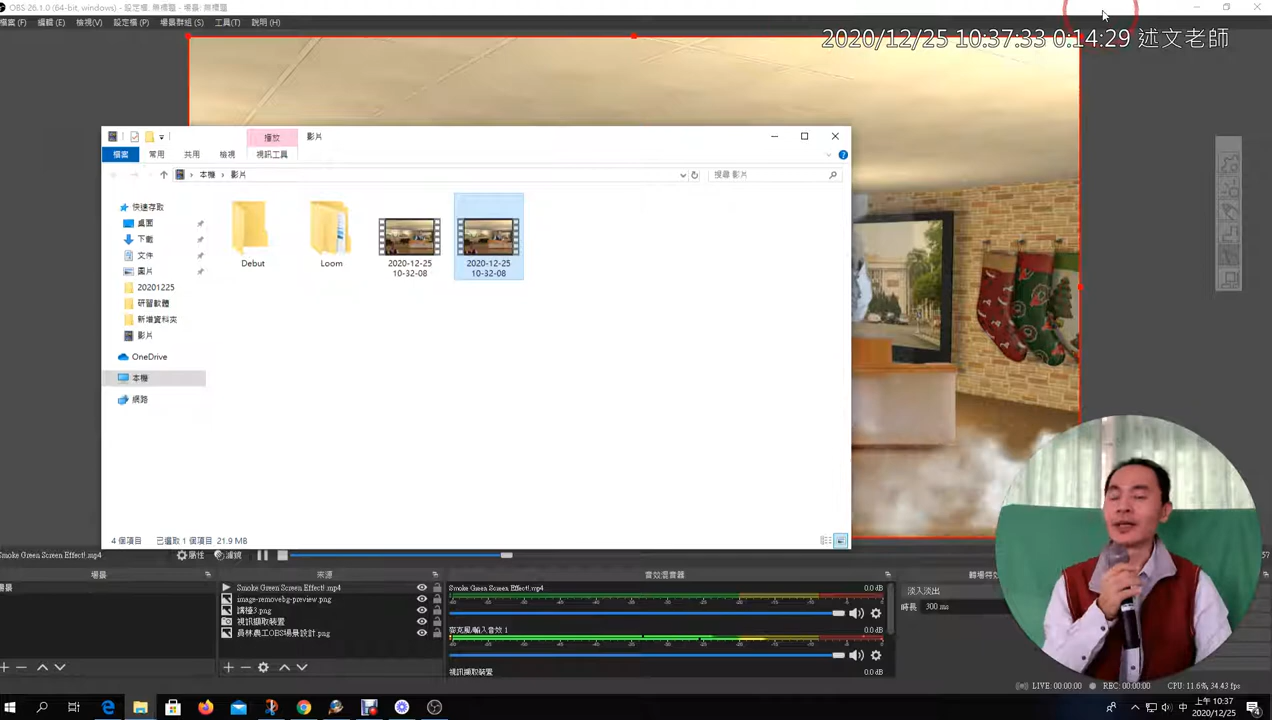 OBS 26.1.0 (64-bit, windows) - 設定檔: 無標題 - 場景: 無標題
檔案 (F) 編輯 (E) 檢視(V) 設定檔 (P) 場景群組 (S) 工具(T) 說明 (H)
2020/12/25 10:37:33 0:14:29 述文老師
播放 影片
檔案 常用 共用 檢視 視訊工具
本機 影片 搜尋 影片
快速存取
桌面
下載
文件
圖片
20201225
研習軟體
新增資料夾
影片
OneDrive
本機
網路
Debut
Loom
2020-12-25
10-32-08
2020-12-25
10-32-08
4 個項目 已選取 1 個項目 21.9 MB
Smoke Green Screen Effect!.mp4 屬性 濾鏡
場景 來源 音效混音器
Smoke Green Screen Effect!.mp4
image-removebg-preview.png
講檯3.png
視訊擷取裝置
員林農工OBS場景設計.png
Smoke Green Screen Effect!.mp4 0.0 dB
麥克風/輸入音效 1 0.0 dB
視訊擷取裝置 0.0 dB
淡入淡出
時長 300 ms
LIVE: 00:00:00 REC: 00:00:00 CPU: 11.6%, 34.43 fps
中 上午 10:37
2020/12/25